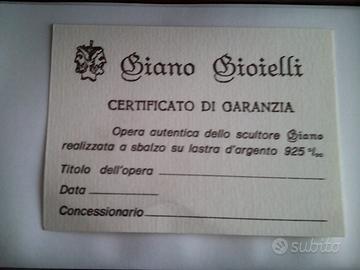 Giano Gioielli
CERTIFICATO DI GARANZIA
Opera autentica dello scultore Giano
realizzata a sbalzo su lastra d'argento 925 º/ºº
Titolo dell'opera
Data
Concessionario
subito